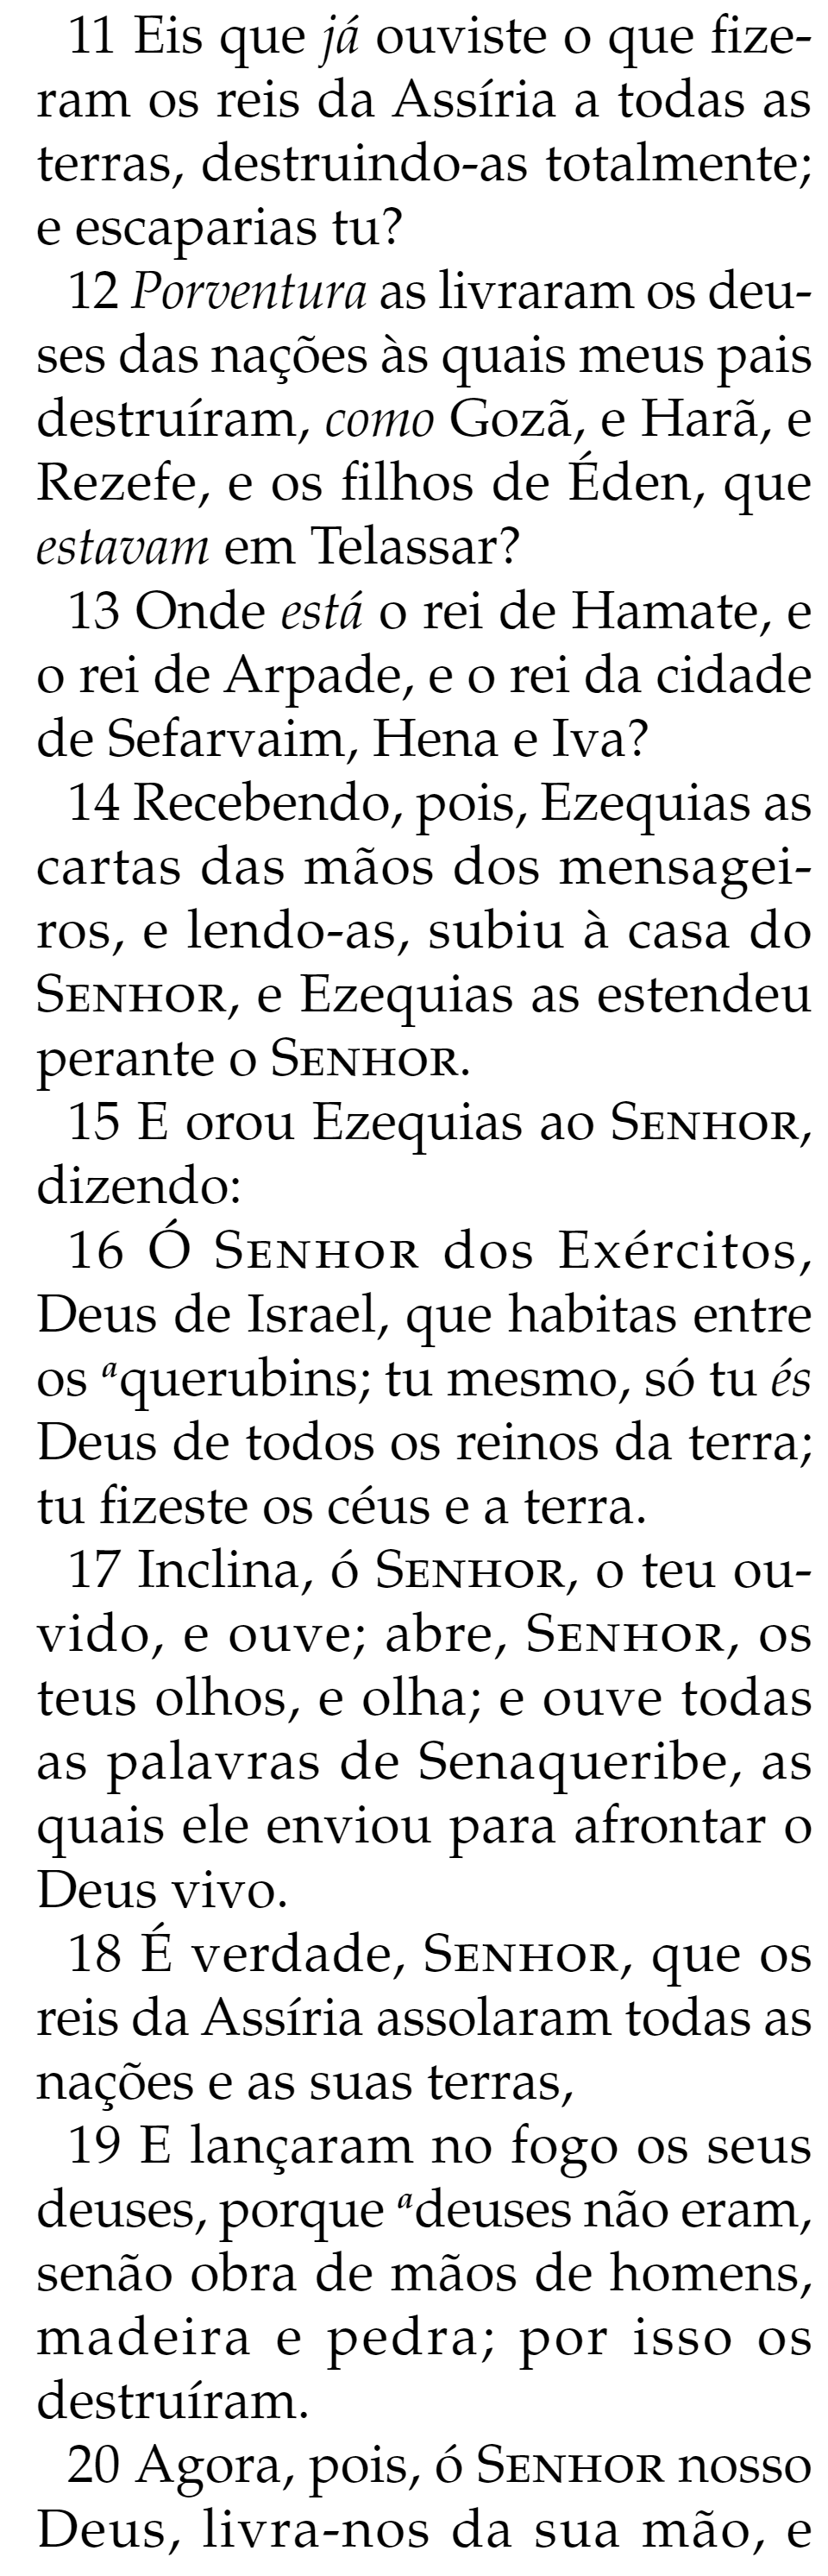 11 Eis que já ouviste o que fize-
ram os reis da Assíria a todas as
terras, destruindo-as totalmente;
e escaparias tu?
12 Porventura as livraram os deu-
ses das nações às quais meus pais
destruíram, como Gozã, e Harã, e
Rezefe, e os filhos de Éden, que
estavam em Telassar?
13 Onde está o rei de Hamate, e
o rei de Arpade, e o rei da cidade
de Sefarvaim, Hena e Iva?
14 Recebendo, pois, Ezequias as
cartas das mãos dos mensagei-
ros, e lendo-as, subiu à casa do
SENHOR, e Ezequias as estendeu
perante o SENHOR.
15 E orou Ezequias ao SENHOR,
dizendo:
16 Ó SENHOR dos Exércitos,
Deus de Israel, que habitas entre
os ᵃquerubins; tu mesmo, só tu és
Deus de todos os reinos da terra;
tu fizeste os céus e a terra.
17 Inclina, ó SENHOR, o teu ou-
vido, e ouve; abre, SENHOR, os
teus olhos, e olha; e ouve todas
as palavras de Senaqueribe, as
quais ele enviou para afrontar o
Deus vivo.
18 É verdade, SENHOR, que os
reis da Assíria assolaram todas as
nações e as suas terras,
19 E lançaram no fogo os seus
deuses, porque ᵃdeuses não eram,
senão obra de mãos de homens,
madeira e pedra; por isso os
destruíram.
20 Agora, pois, ó SENHOR nosso
Deus, livra-nos da sua mão, e